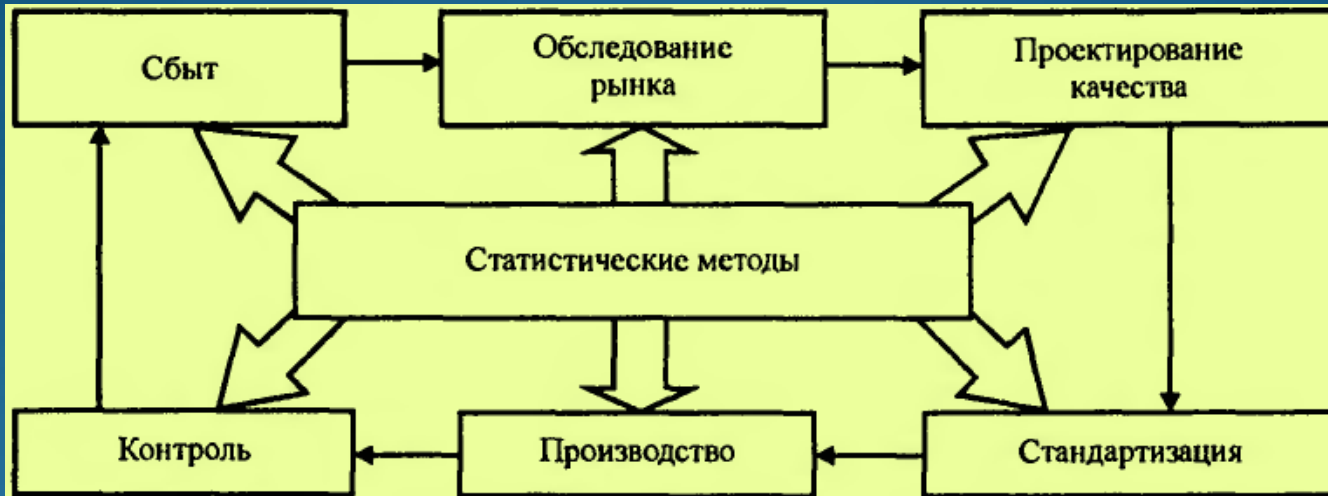 Сбыт
Обследование
рынка
Проектирование
качества
Статистические методы
Контроль
Производство
Стандартизация